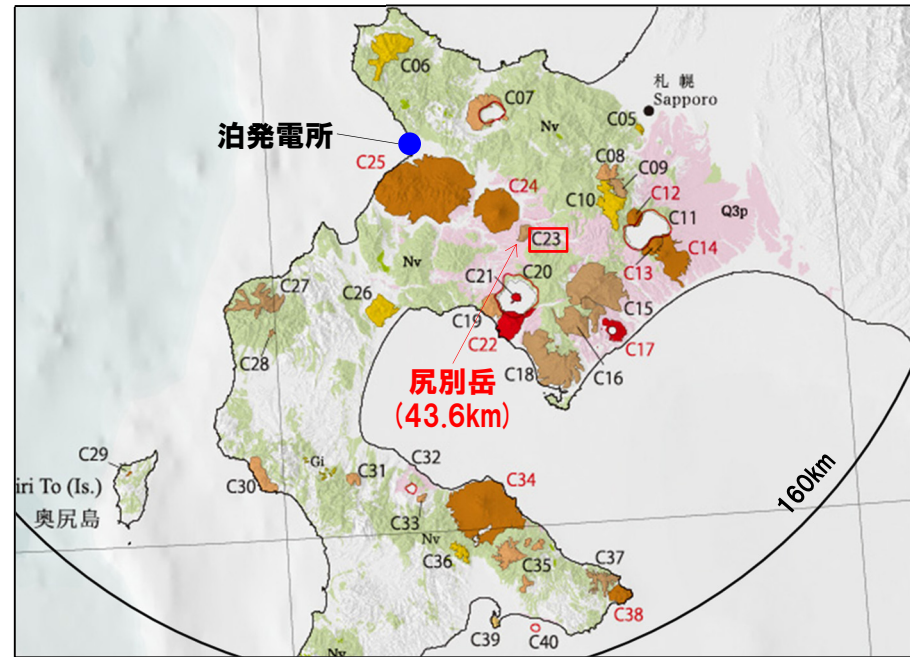 C06
C07
札幌
Sapporo
C05
Nv
泊発電所
C25
C08
C09
C24
C12
C10
C11
Q3p
C23
C14
C13
Nv
C21
C20
C27
C26
C15
C19
C22
C17
C28
C18
C16
尻別岳
(43.6km)
C29
C32
Gi
C31
C34
iri To (Is.)
C30
160km
奥尻島
C33
Nv
C36
C35
C37
C38
C39
C40
Nv